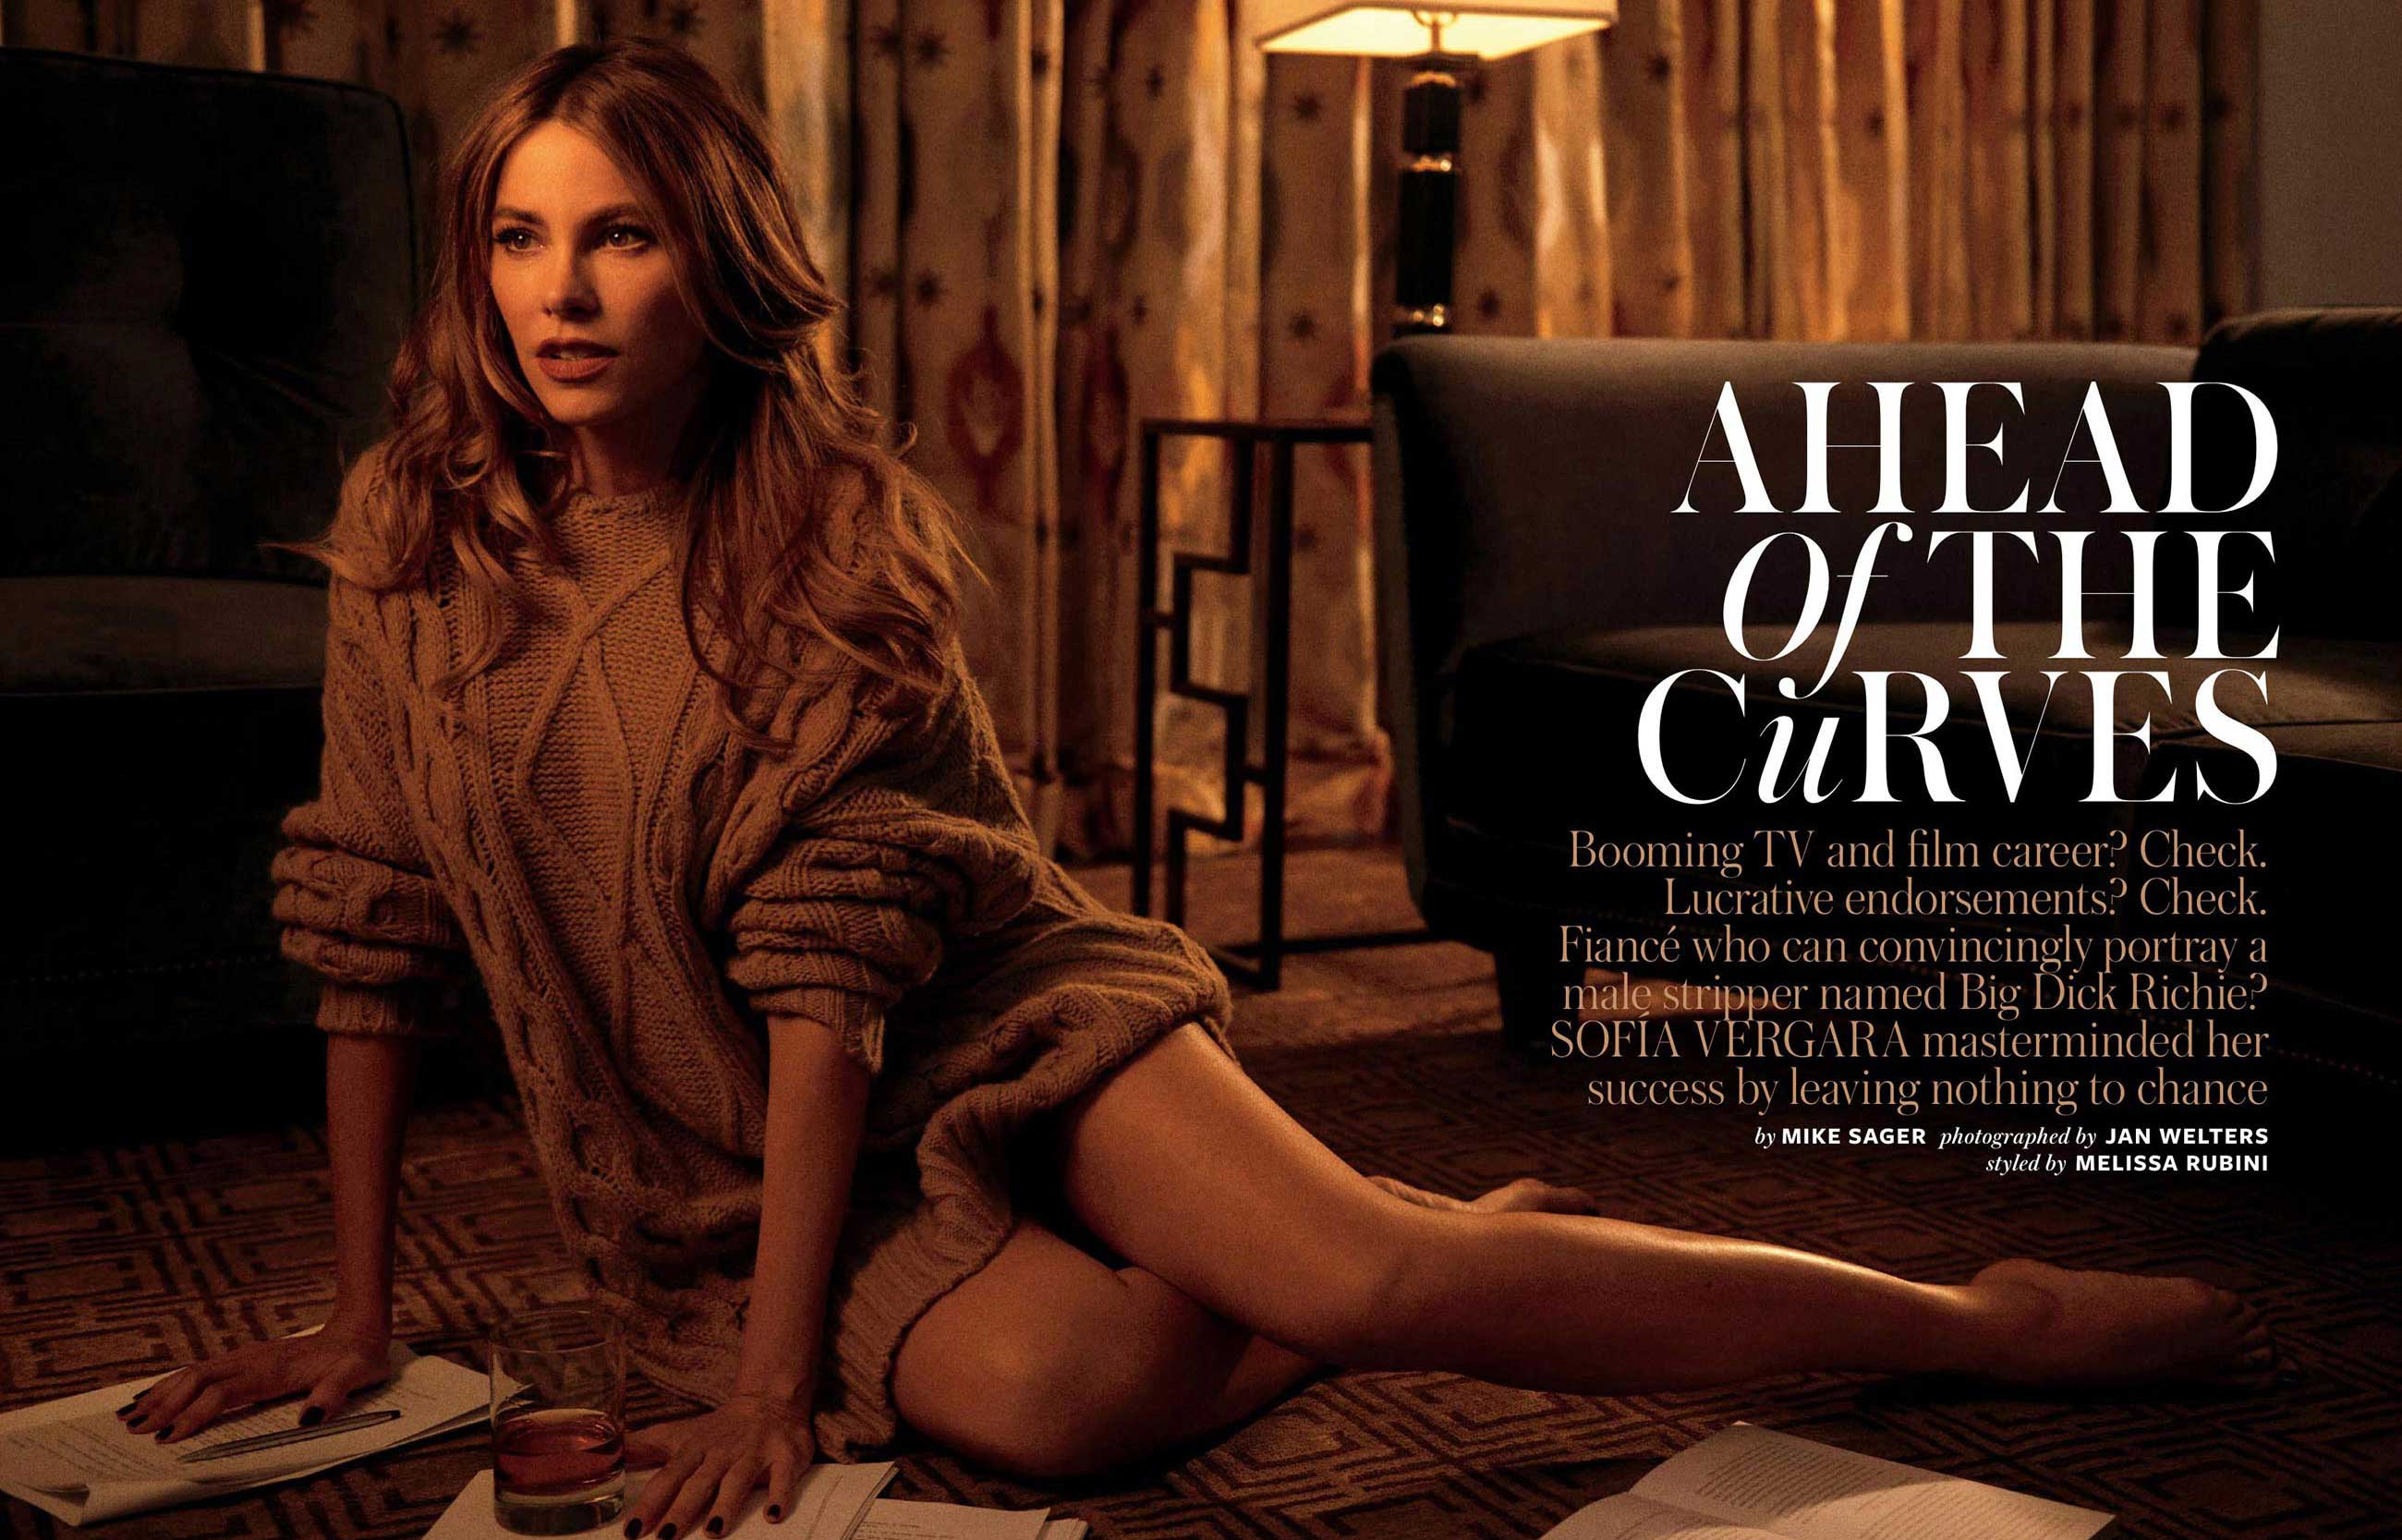 AHEAD
Of THE
CuRVES
Booming TV and film career? Check.
Lucrative endorsements? Check.
Fiancé who can convincingly portray a
male stripper named Big Dick Richie?
SOFÍA VERGARA masterminded her
success by leaving nothing to chance
by MIKE SAGER photographed by JAN WELTERS
styled by MELISSA RUBINI